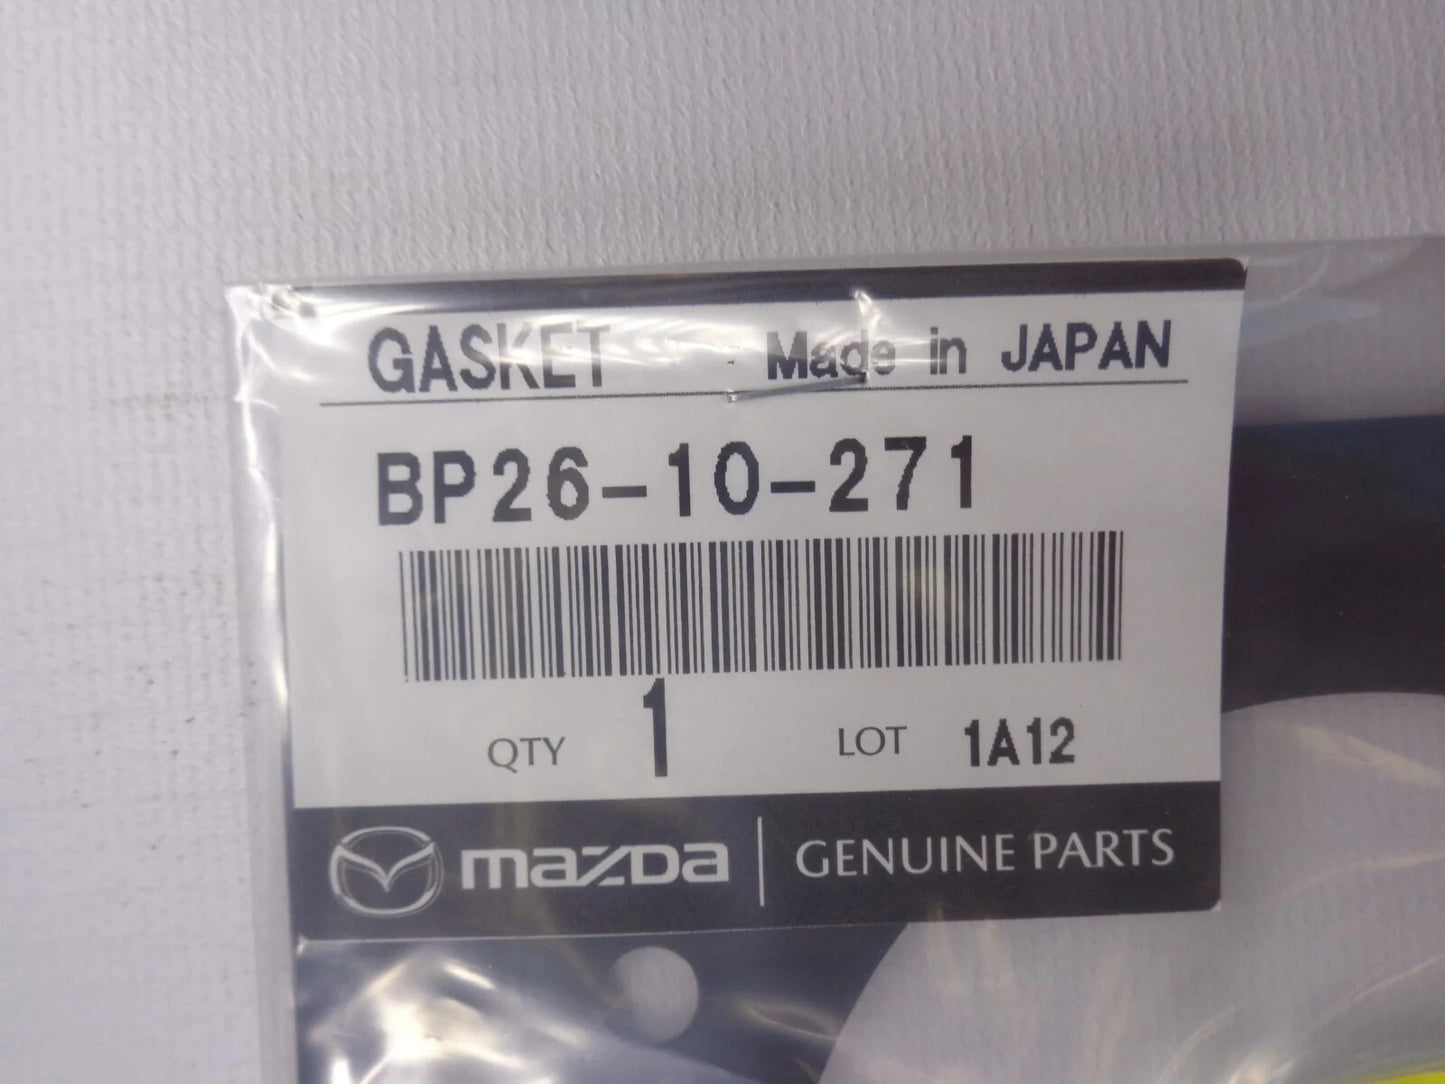 GASKET Made in JAPAN
BP26-10-271
QTY 1 LOT 1A12
mazda GENUINE PARTS